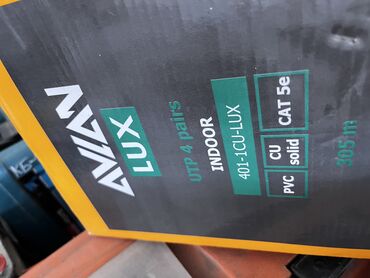 AVIAN
LUX
UTP 4 pairs
INDOOR
401-1CU-LUX
PVC
CU
solid
CAT 5e
305 m